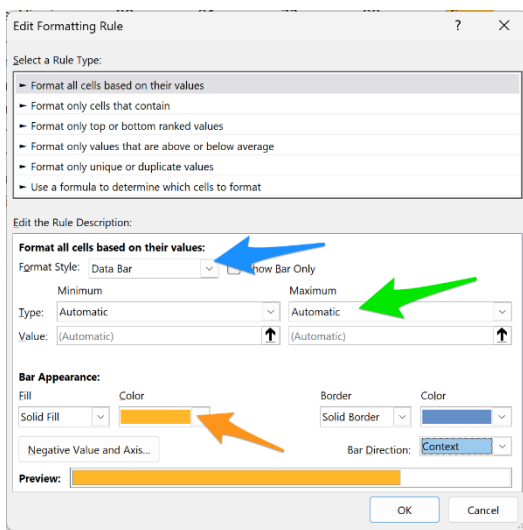 Edit Formatting Rule ? ×
Select a Rule Type:
► Format all cells based on their values
► Format only cells that contain
► Format only top or bottom ranked values
► Format only values that are above or below average
► Format only unique or duplicate values
► Use a formula to determine which cells to format
Edit the Rule Description:
Format all cells based on their values:
Format Style: Data Bar Show Bar Only
Minimum Maximum
Type: Automatic Automatic
Value: (Automatic) (Automatic)
Bar Appearance:
Fill Color Border Color
Solid Fill Solid Border
Negative Value and Axis... Bar Direction: Context
Preview:
OK Cancel